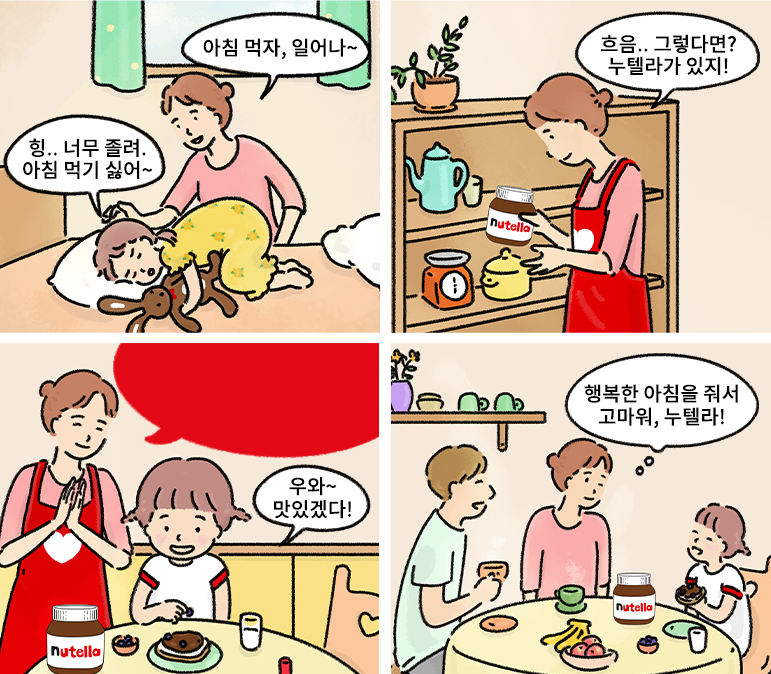 아침 먹자, 일어나~
힝.. 너무 졸려.
아침 먹기 싫어~
흐음.. 그렇다면?
누텔라가 있지!
nutella
우와~
맛있겠다!
nutella
행복한 아침을 줘서
고마워, 누텔라!
nutella